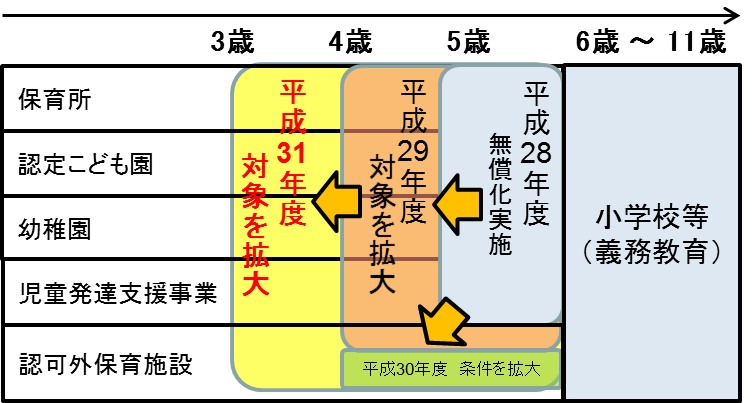 3歳 4歳 5歳 6歳 ～ 11歳
保育所
認定こども園
幼稚園
児童発達支援事業
認可外保育施設
平成31年度
対象を拡大
平成29年度
対象を拡大
平成28年度
無償化実施
平成30年度 条件を拡大
小学校等
（義務教育）